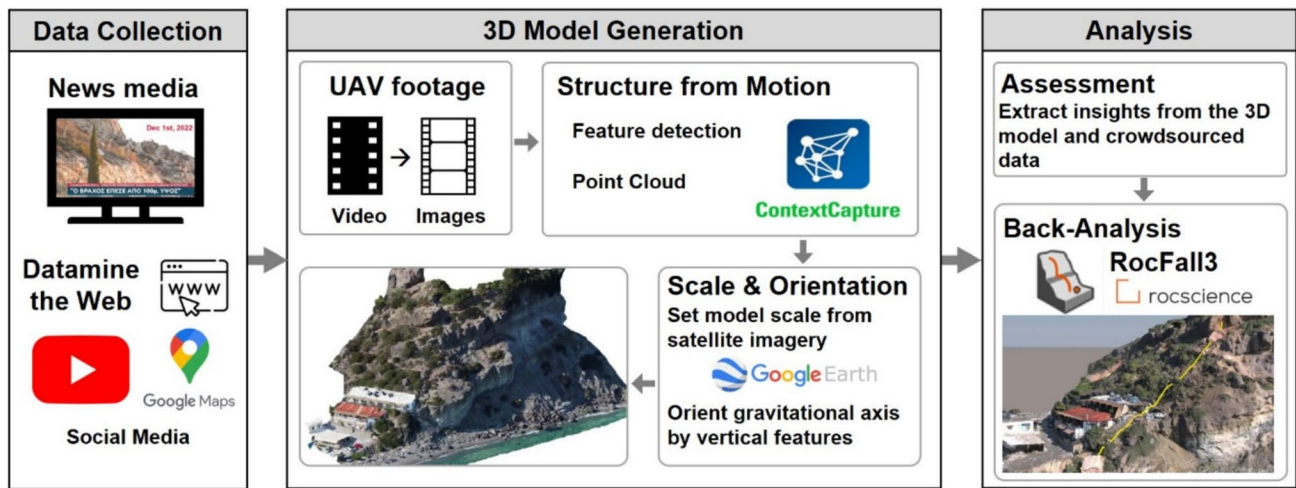 Data Collection
News media
Dec 1st, 2022
"Ο ΒΡΑΧΟΣ ΕΠΕΣΕ ΑΠΟ 100μ. ΥΨΟΣ"
Datamine
the Web
WWW
Google Maps
Social Media
3D Model Generation
UAV footage
Video
Images
Structure from Motion
Feature detection
Point Cloud
ContextCapture
Scale & Orientation
Set model scale from
satellite imagery
Google Earth
Orient gravitational axis
by vertical features
Analysis
Assessment
Extract insights from the 3D
model and crowdsourced
data
Back-Analysis
RocFall3
rocscience